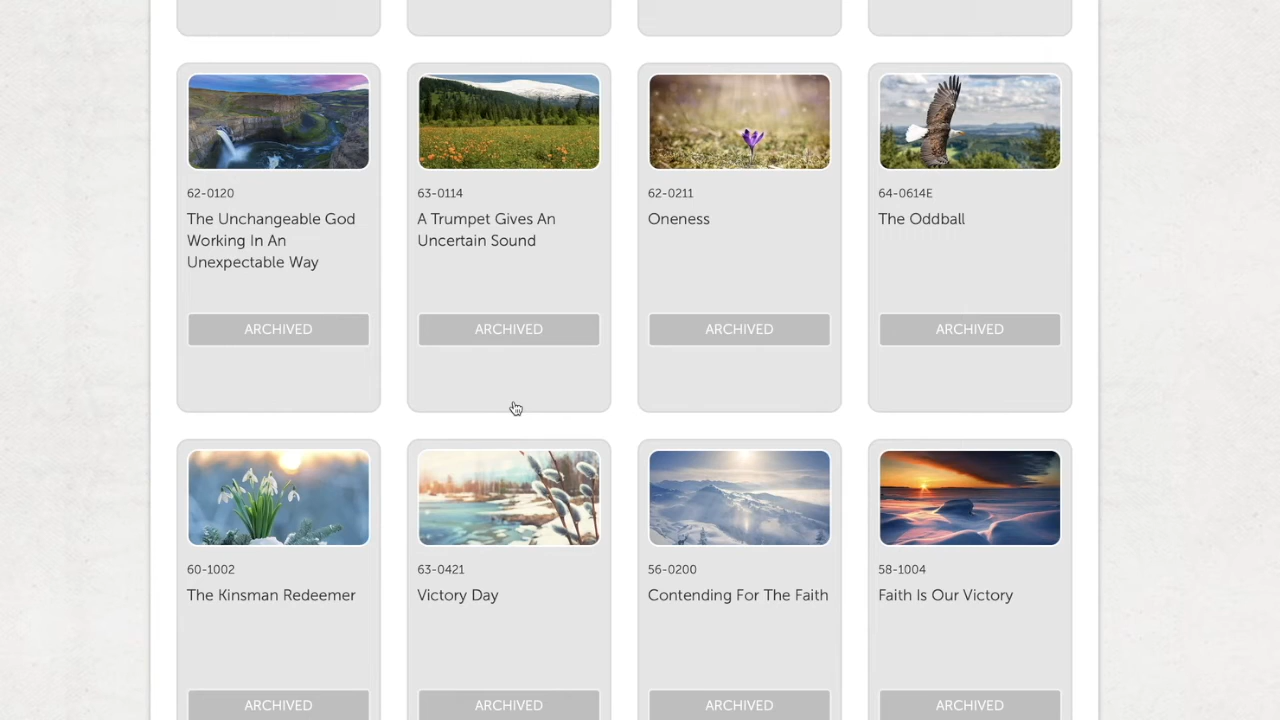 62-0120
The Unchangeable God
Working In An
Unexpectable Way
ARCHIVED
63-0114
A Trumpet Gives An
Uncertain Sound
ARCHIVED
62-0211
Oneness
ARCHIVED
64-0614E
The Oddball
ARCHIVED
60-1002
The Kinsman Redeemer
ARCHIVED
63-0421
Victory Day
ARCHIVED
56-0200
Contending For The Faith
ARCHIVED
58-1004
Faith Is Our Victory
ARCHIVED